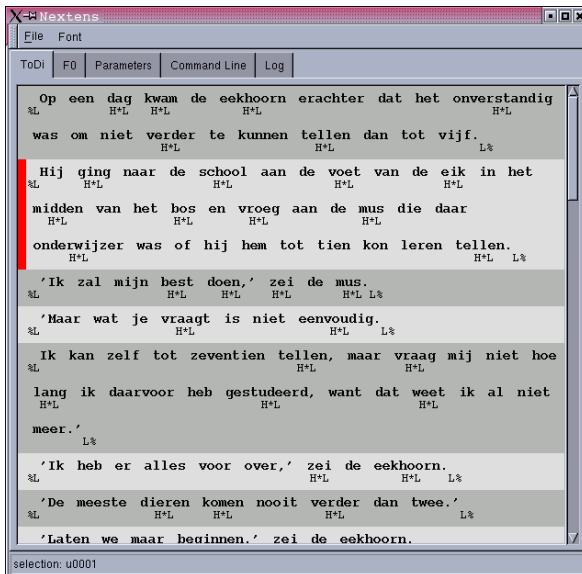 Nextens
File Font
ToDi F0 Parameters Command Line Log
Op een dag kwam de eekhoorn erachter dat het onverstandig
%L H*L H*L H*L H*L
was om niet verder te kunnen tellen dan tot vijf.
H*L H*L L%
Hij ging naar de school aan de voet van de eik in het
%L H*L H*L H*L H*L
midden van het bos en vroeg aan de mus die daar
H*L H*L H*L H*L
onderwijzer was of hij hem tot tien kon leren tellen.
H*L H*L L%
'Ik zal mijn best doen,' zei de mus.
%L H*L H*L H*L H*L L%
'Maar wat je vraagt is niet eenvoudig.
%L H*L H*L L%
Ik kan zelf tot zeventien tellen, maar vraag mij niet hoe
%L H*L H*L
lang ik daarvoor heb gestudeerd, want dat weet ik al niet
H*L H*L H*L
meer.'
L%
'Ik heb er alles voor over,' zei de eekhoorn.
%L H*L H*L L%
'De meeste dieren komen nooit verder dan twee.'
%L H*L H*L H*L L%
'Laten we maar beginnen.' zei de eekhoorn.
selection: u0001